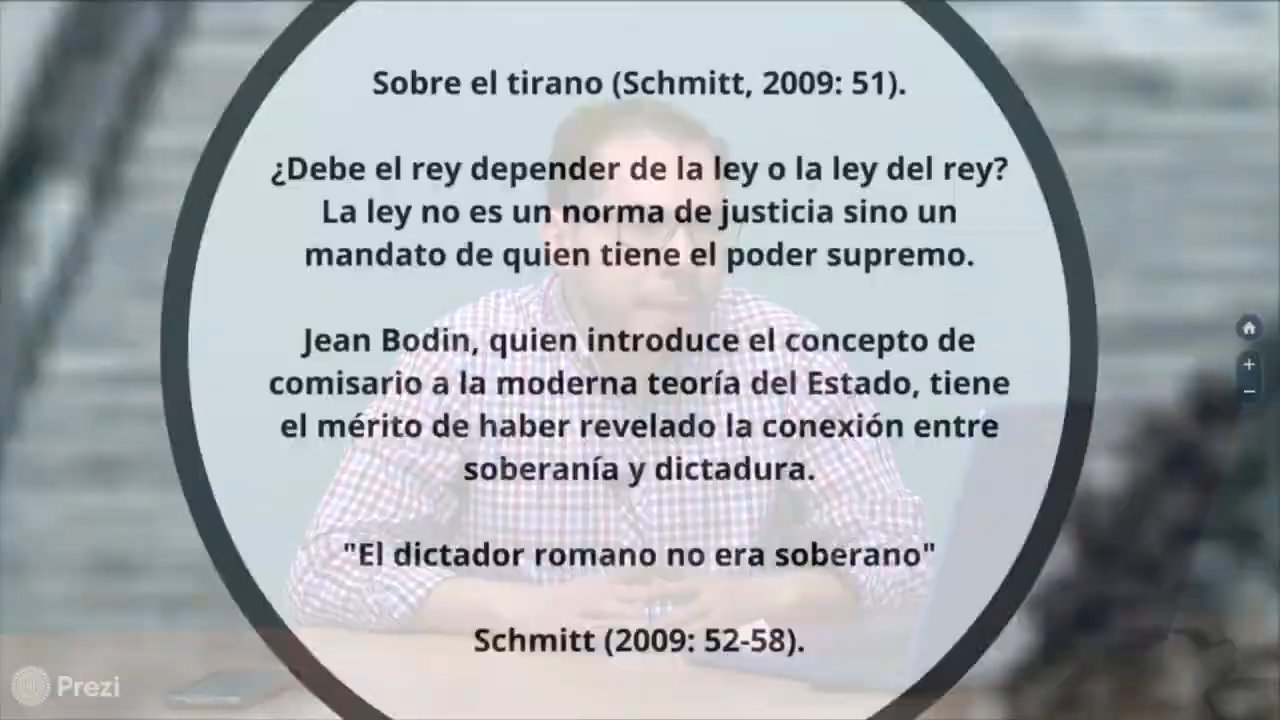 Sobre el tirano (Schmitt, 2009: 51).
¿Debe el rey depender de la ley o la ley del rey?
La ley no es un norma de justicia sino un
mandato de quien tiene el poder supremo.
Jean Bodin, quien introduce el concepto de
comisario a la moderna teoría del Estado, tiene
el mérito de haber revelado la conexión entre
soberanía y dictadura.
"El dictador romano no era soberano"
Schmitt (2009: 52-58).
Prezi